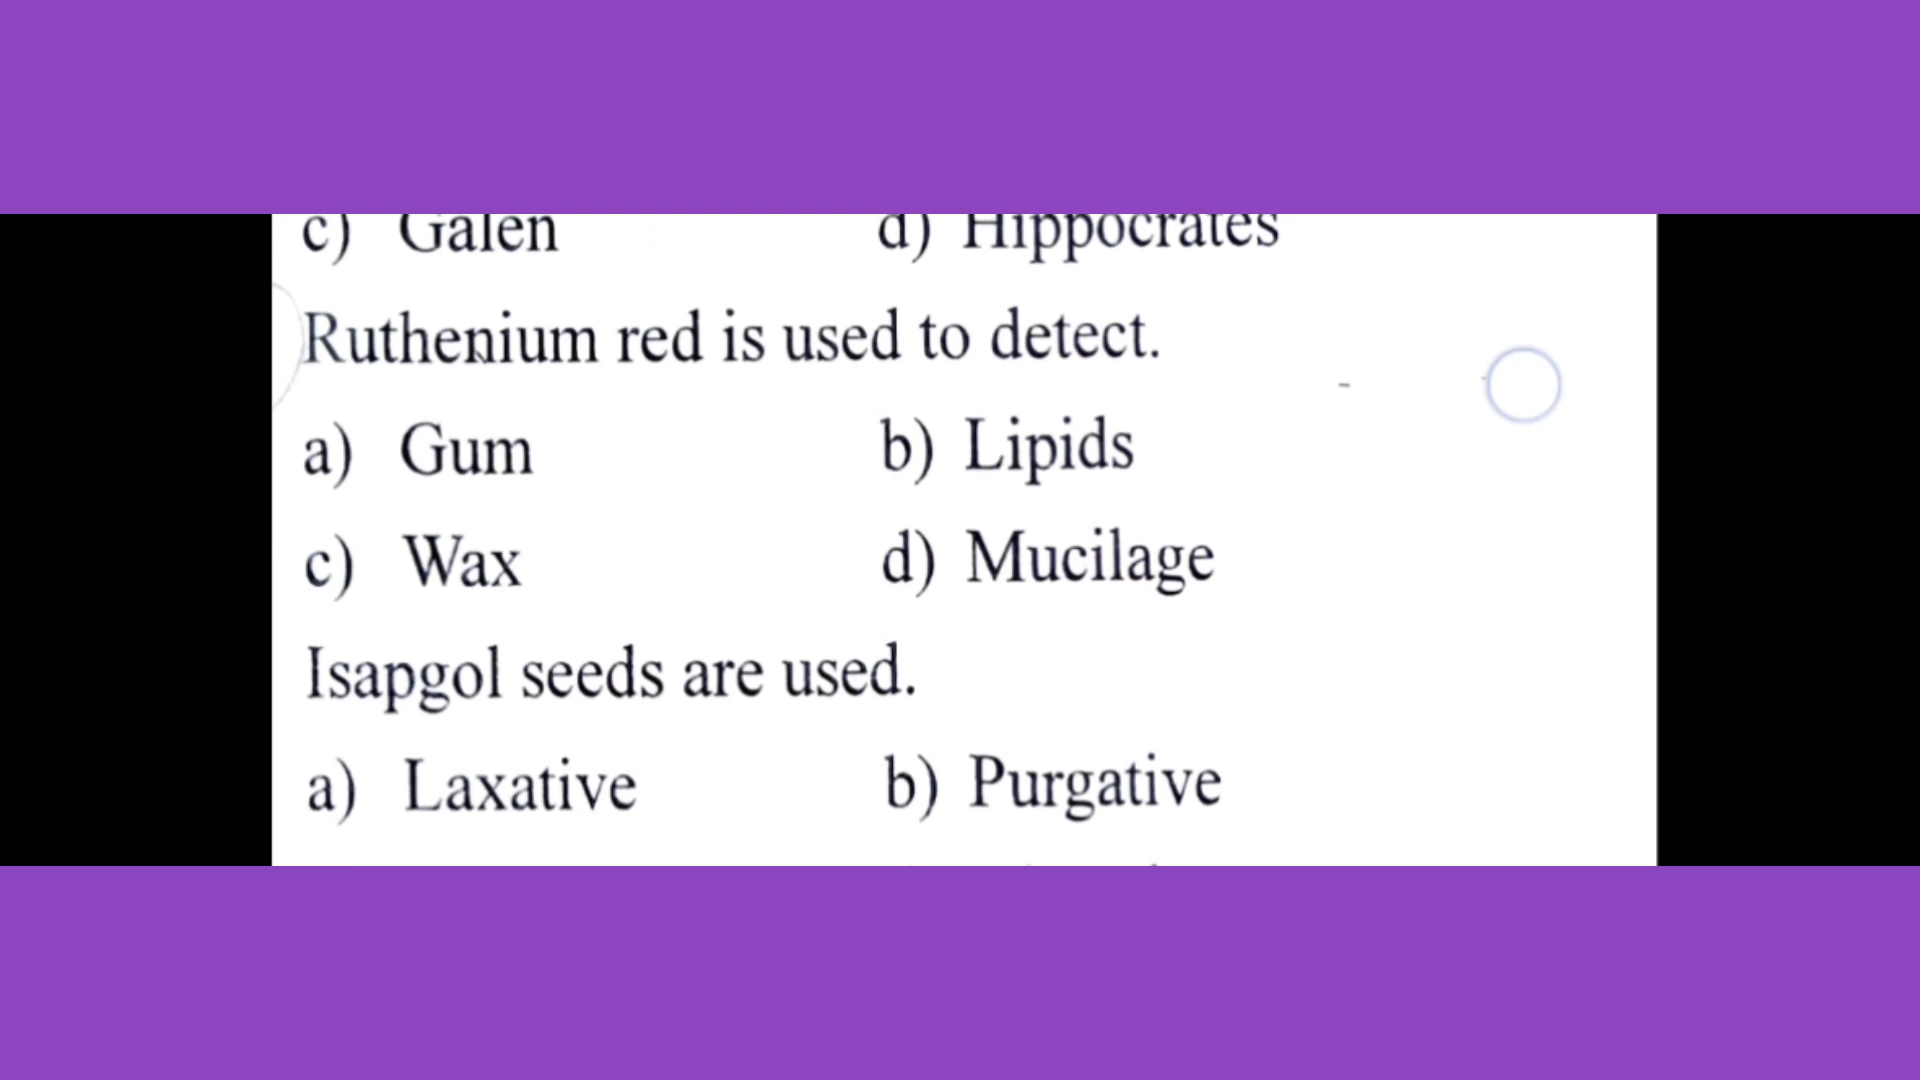 c) Galen d) Hippocrates
Ruthenium red is used to detect.
a) Gum b) Lipids
c) Wax d) Mucilage
Isapgol seeds are used.
a) Laxative b) Purgative